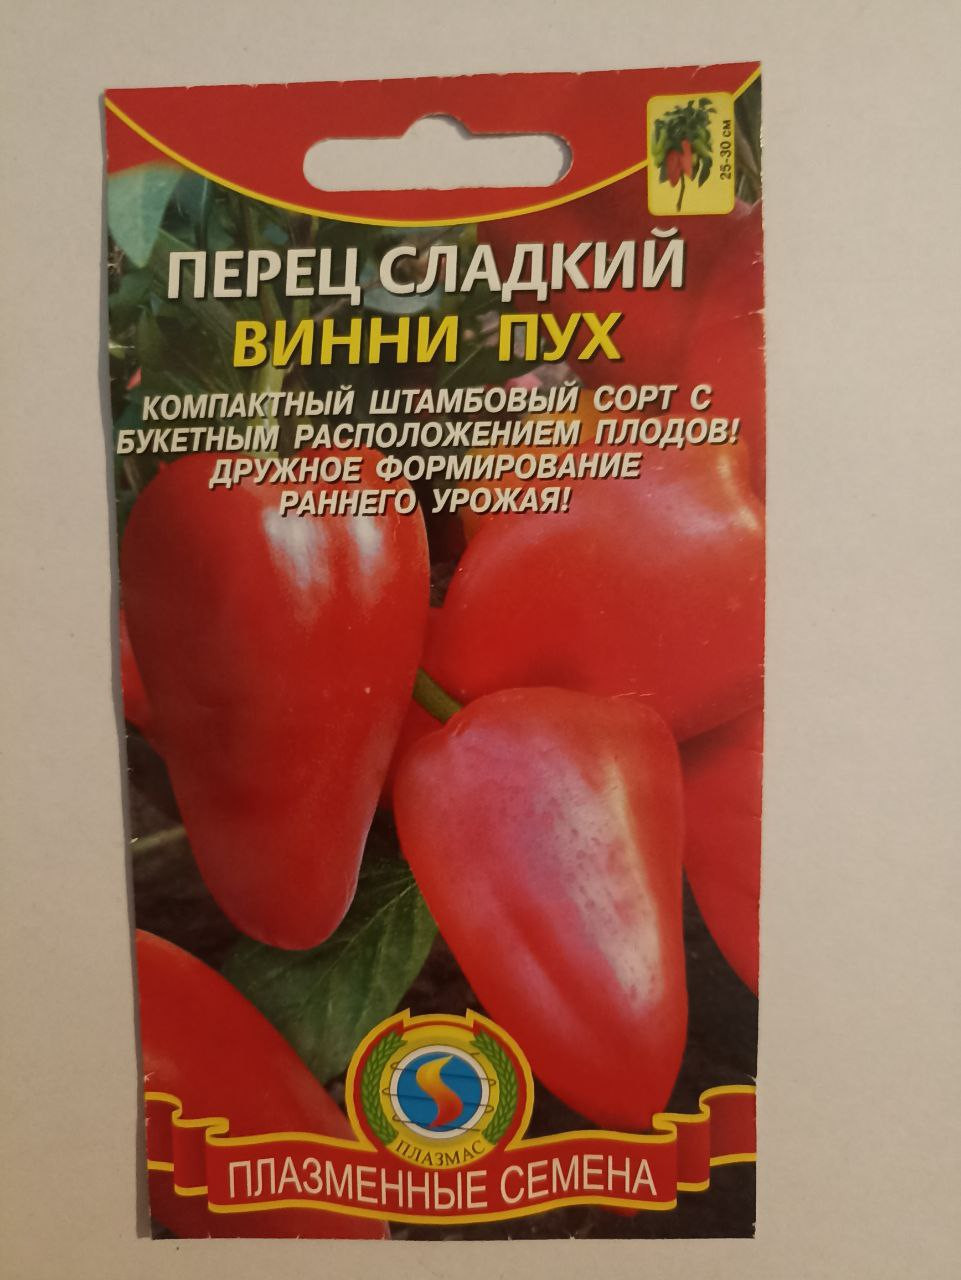 25-30 см
ПЕРЕЦ СЛАДКИЙ
ВИННИ ПУХ
КОМПАКТНЫЙ ШТАМБОВЫЙ СОРТ С
БУКЕТНЫМ РАСПОЛОЖЕНИЕМ ПЛОДОВ!
ДРУЖНОЕ ФОРМИРОВАНИЕ
РАННЕГО УРОЖАЯ!
ПЛАЗМАС
ПЛАЗМЕННЫЕ СЕМЕНА